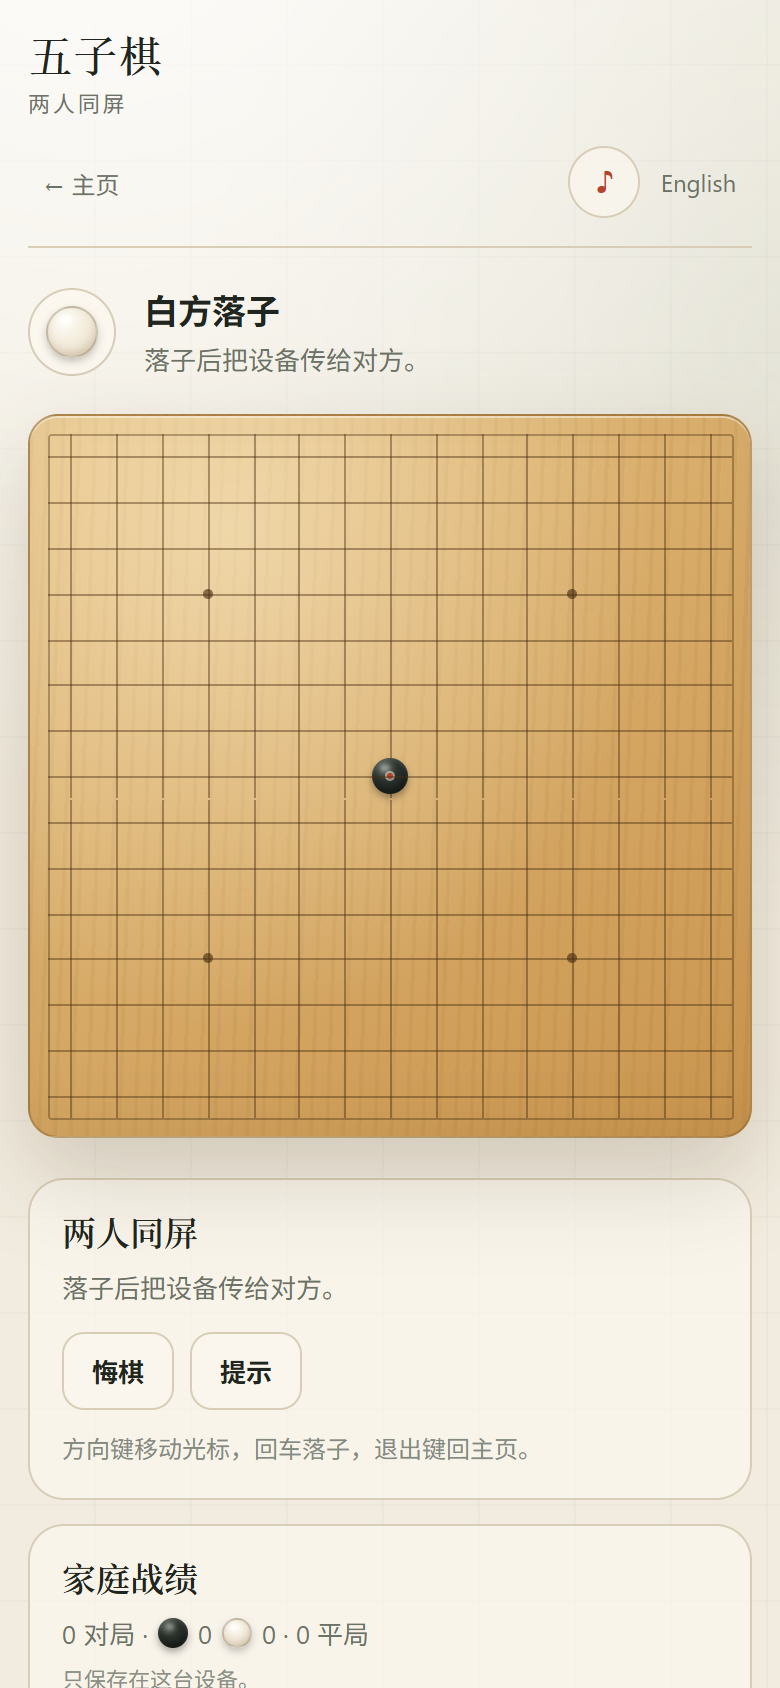 五子棋
两人同屏
← 主页
♪ English
白方落子
落子后把设备传给对方。
两人同屏
落子后把设备传给对方。
悔棋 提示
方向键移动光标，回车落子，退出键回主页。
家庭战绩
0 对局 · 0 0 · 0 平局
只保存在这台设备。